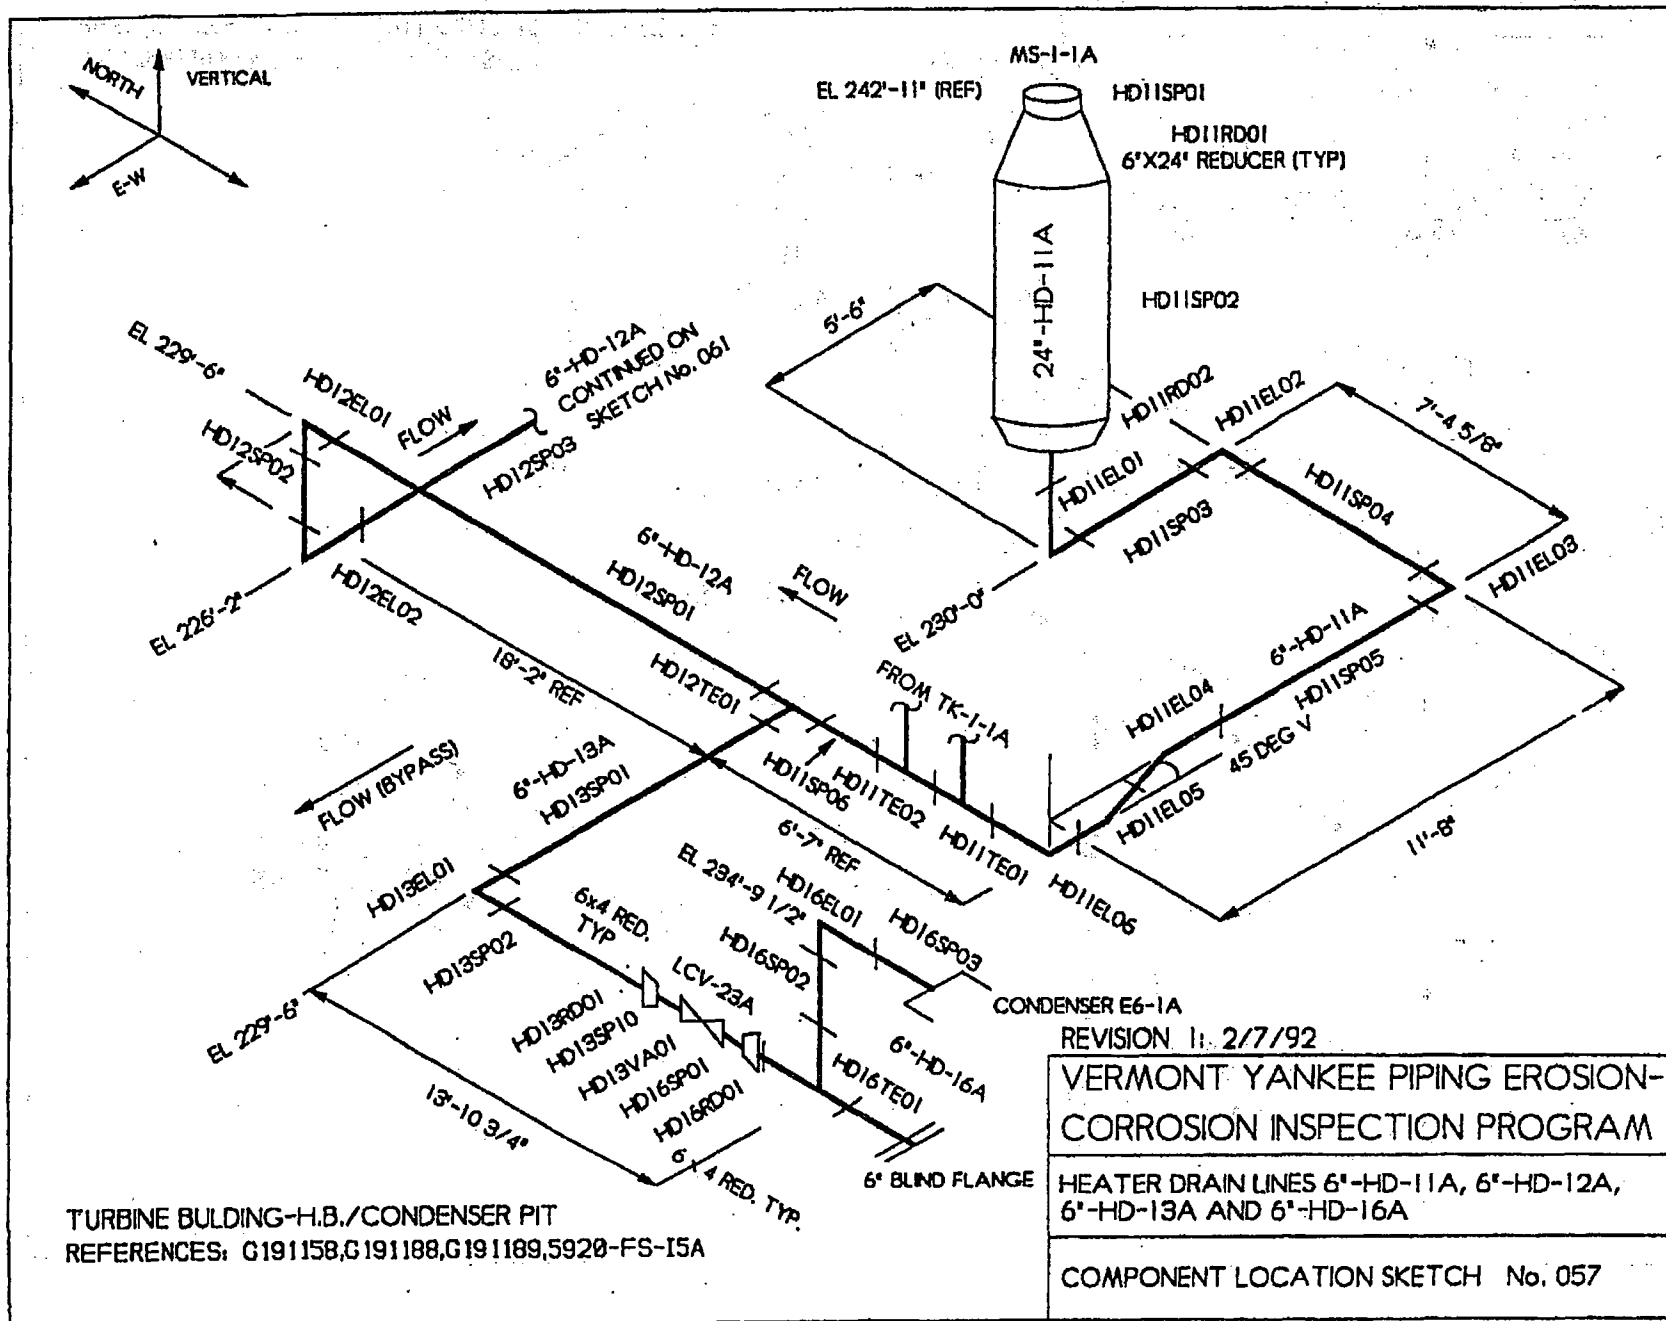 NORTH
VERTICAL
E-W
MS-1-1A
EL 242'-11" (REF)
HD11SP01
HD11RD01
6"X24" REDUCER (TYP)
24"-HD-11A
HD11SP02
5'-6"
EL 229'-6"
HD12EL01
HD12SP02
FLOW
6"-HD-12A
CONTINUED ON
SKETCH No. 061
HD12SP03
HD11RD02
HD11EL02
7'-4 5/8"
HD11EL01
HD11SP03
HD11SP04
HD11EL03
EL 226'-2"
HD12EL02
6"-HD-12A
HD12SP01
FLOW
EL 230'-0"
18'-2" REF
HD12TE01
FROM TK-1-1A
6"-HD-11A
HD11SP05
HD11EL04
45 DEG V
FLOW (BYPASS)
6"-HD-13A
HD13SP01
HD11SP06
HD11TE02
HD11TE01
HD11EL05
HD11EL06
11'-8"
6'-7" REF
HD13EL01
HD13SP02
6x4 RED.
TYP
EL 234'-9 1/2"
HD16EL01
HD16SP02
HD16SP03
LCV-23A
CONDENSER E6-1A
EL 229'-6"
HD13RD01
HD13SP10
HD13VA01
HD16SP01
HD16RD01
6"-HD-16A
HD16TE01
13'-10 3/4"
4 RED. TYP.
6" BLIND FLANGE
REVISION 1: 2/7/92
VERMONT YANKEE PIPING EROSION-
CORROSION INSPECTION PROGRAM
HEATER DRAIN LINES 6"-HD-11A, 6"-HD-12A,
6"-HD-13A AND 6"-HD-16A
COMPONENT LOCATION SKETCH No. 057
TURBINE BULDING-H.B./CONDENSER PIT
REFERENCES: G191158,G191188,G191189,5920-FS-I5A